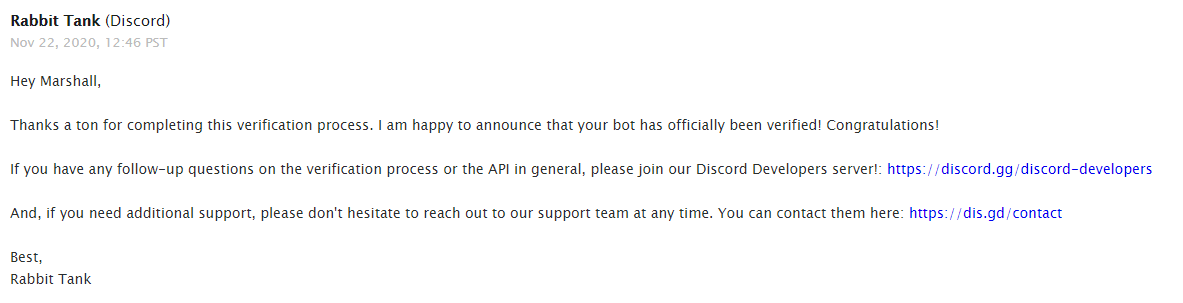 Rabbit Tank (Discord)
Nov 22, 2020, 12:46 PST
Hey Marshall,
Thanks a ton for completing this verification process. I am happy to announce that your bot has officially been verified! Congratulations!
If you have any follow-up questions on the verification process or the API in general, please join our Discord Developers server!: https://discord.gg/discord-developers
And, if you need additional support, please don't hesitate to reach out to our support team at any time. You can contact them here: https://dis.gd/contact
Best,
Rabbit Tank